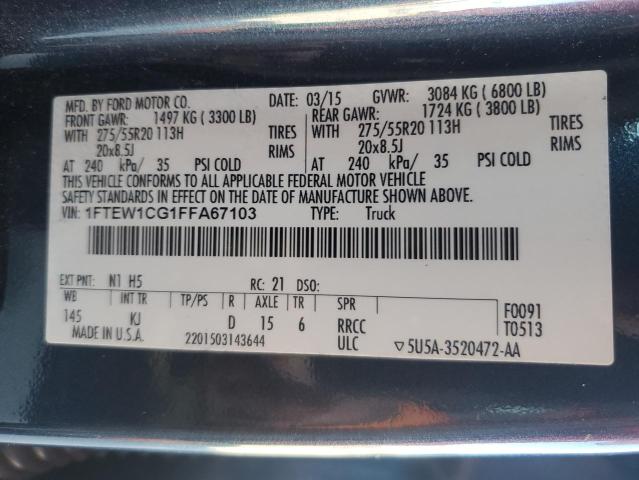 MFD. BY FORD MOTOR CO. DATE: 03/15 GVWR: 3084 KG ( 6800 LB)
FRONT GAWR: 1497 KG ( 3300 LB) REAR GAWR: 1724 KG ( 3800 LB)
WITH 275/55R20 113H TIRES WITH 275/55R20 113H TIRES
20x8.5J RIMS 20x8.5J RIMS
AT 240 kPa/ 35 PSI COLD AT 240 kPa/ 35 PSI COLD
THIS VEHICLE CONFORMS TO ALL APPLICABLE FEDERAL MOTOR VEHICLE
SAFETY STANDARDS IN EFFECT ON THE DATE OF MANUFACTURE SHOWN ABOVE.
VIN: 1FTEW1CG1FFA67103 TYPE: Truck
EXT PNT: N1 H5 RC: 21 DSO:
WB INT TR TP/PS R AXLE TR SPR F0091
145 KJ D 15 6 RRCC T0513
MADE IN U.S.A. 2201503143644 ULC ▽5U5A-3520472-AA